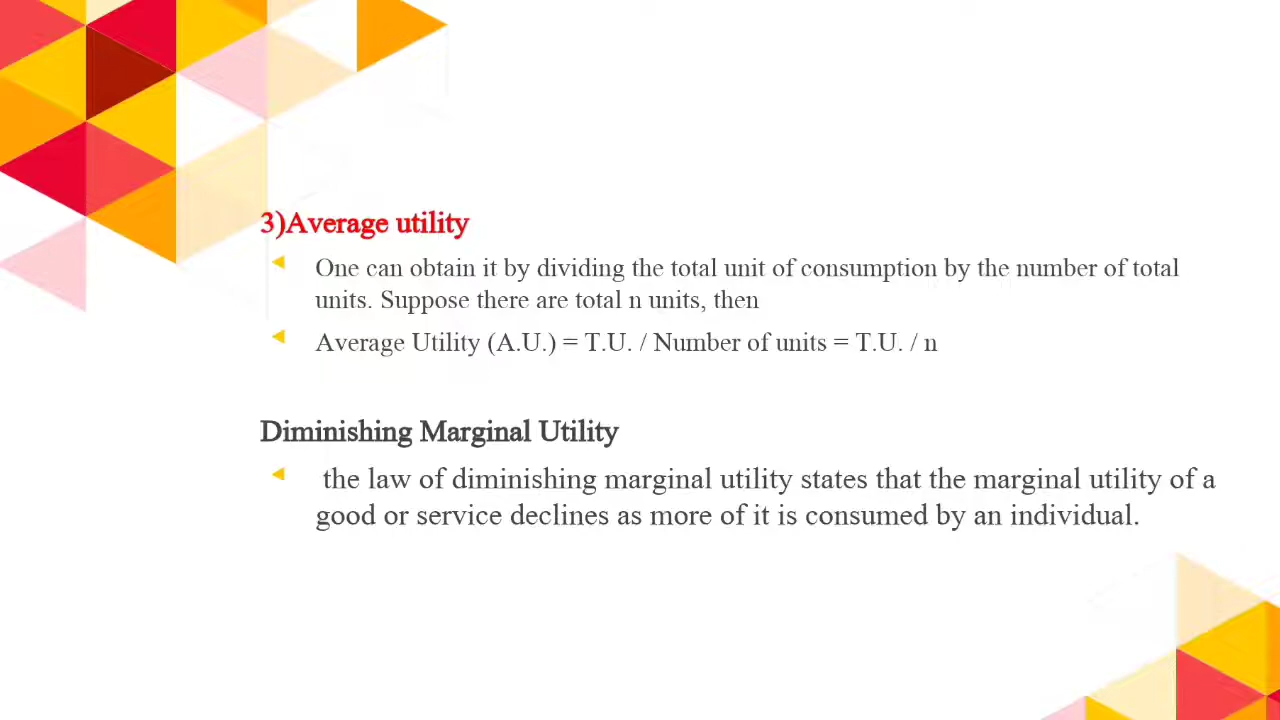 3)Average utility
One can obtain it by dividing the total unit of consumption by the number of total
units. Suppose there are total n units, then
Average Utility (A.U.) = T.U. / Number of units = T.U. / n
Diminishing Marginal Utility
the law of diminishing marginal utility states that the marginal utility of a
good or service declines as more of it is consumed by an individual.